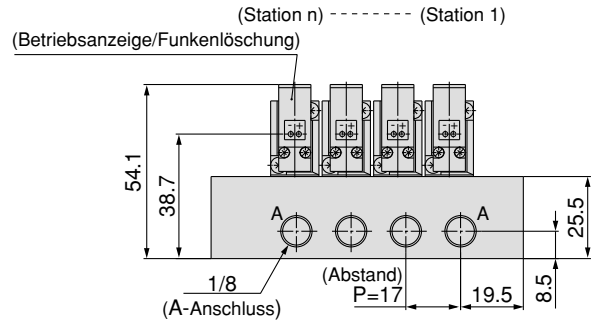 (Station n) -------- (Station 1)
(Betriebsanzeige/Funkenlöschung)
- +
- +
- +
- +
54.1
38.7
A
A
25.5
8.5
1/8
(A-Anschluss)
(Abstand)
P=17
19.5